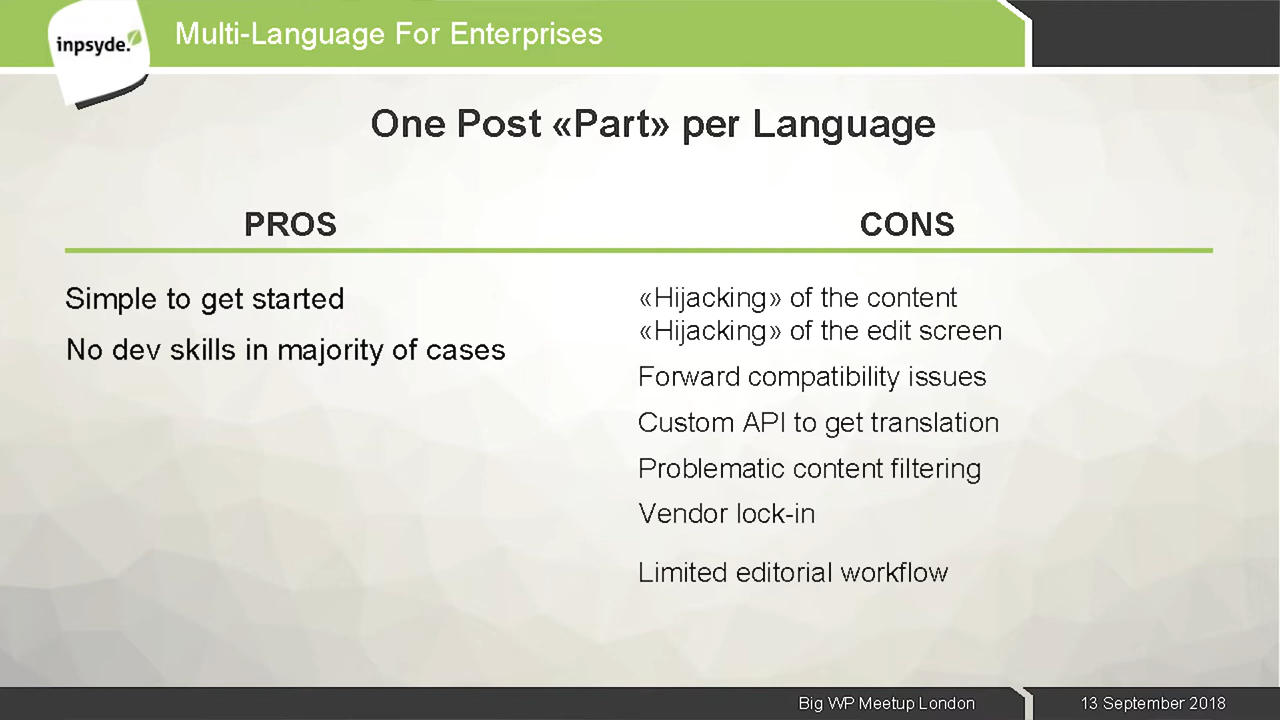 inpsyde.
Multi-Language For Enterprises
One Post «Part» per Language
PROS
CONS
Simple to get started
No dev skills in majority of cases
«Hijacking» of the content
«Hijacking» of the edit screen
Forward compatibility issues
Custom API to get translation
Problematic content filtering
Vendor lock-in
Limited editorial workflow
Big WP Meetup London
13 September 2018